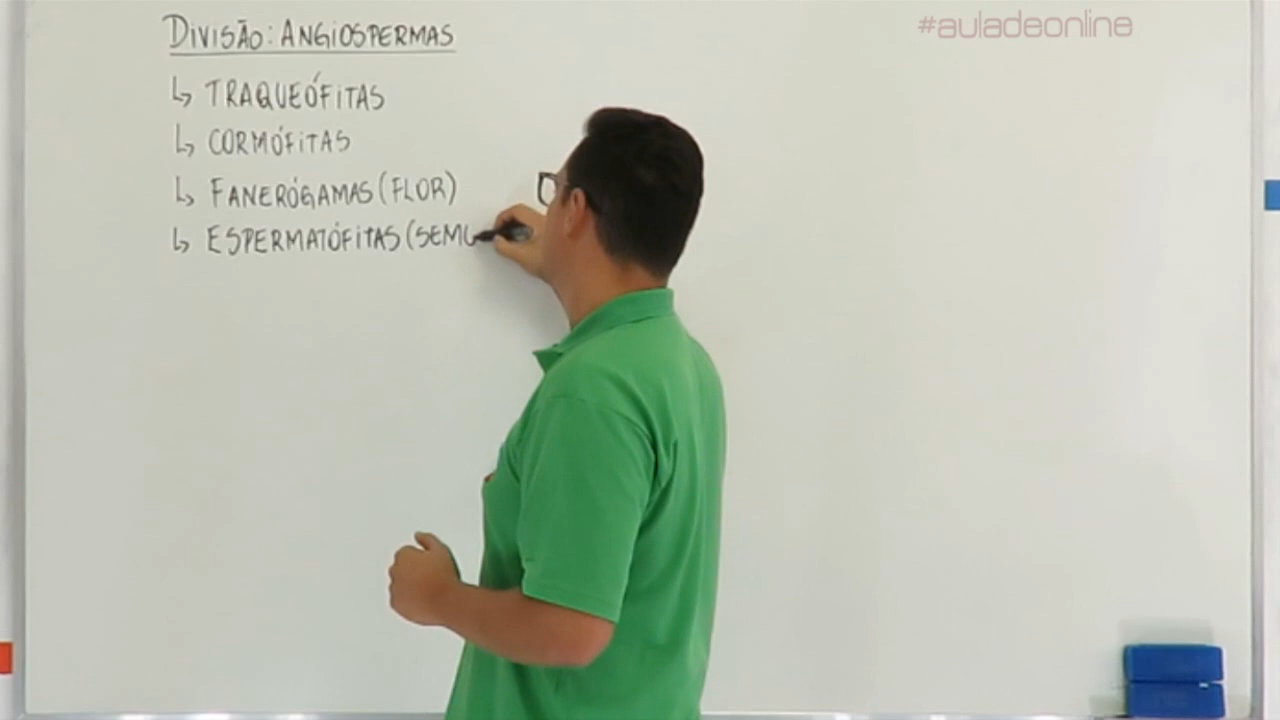 #auladeonline
DIVISÃO: ANGIOSPERMAS
↳ TRAQUEÓFITAS
↳ CORMÓFITAS
↳ FANERÓGAMAS (FLOR)
↳ ESPERMATÓFITAS (SEM